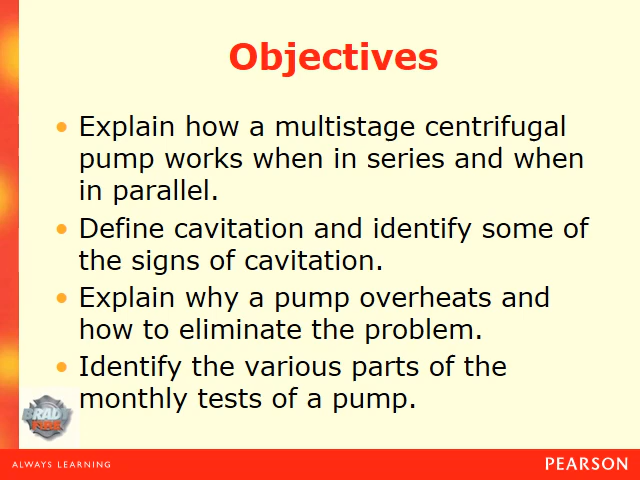 Objectives
• Explain how a multistage centrifugal
pump works when in series and when
in parallel.
• Define cavitation and identify some of
the signs of cavitation.
• Explain why a pump overheats and
how to eliminate the problem.
• Identify the various parts of the
monthly tests of a pump.
BRADY
FIRE
ALWAYS LEARNING
PEARSON